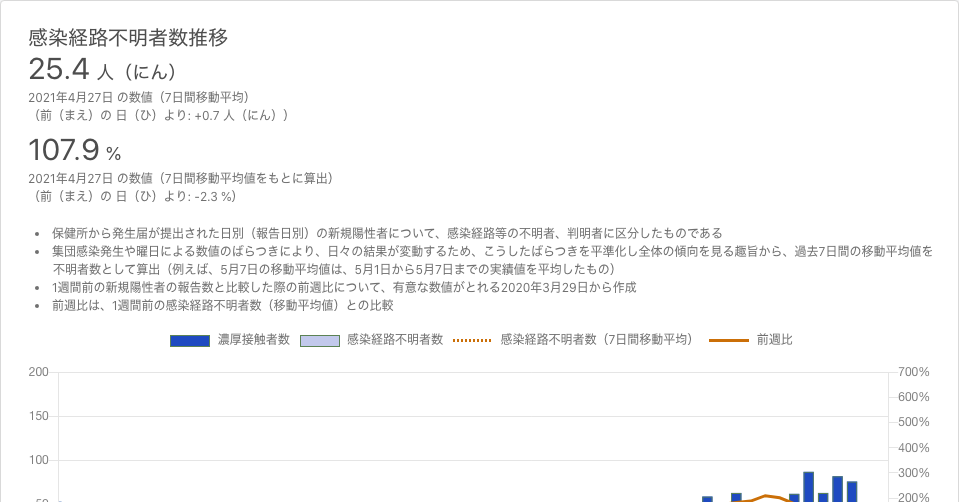 感染経路不明者数推移
25.4 人（にん）
2021年4月27日 の数値（7日間移動平均）
（前（まえ）の 日（ひ）より: +0.7 人（にん））
107.9 %
2021年4月27日 の数値（7日間移動平均値をもとに算出）
（前（まえ）の 日（ひ）より: -2.3 %）
• 保健所から発生届が提出された日別（報告日別）の新規陽性者について、感染経路等の不明者、判明者に区分したものである
• 集団感染発生や曜日による数値のばらつきにより、日々の結果が変動するため、こうしたばらつきを平準化し全体の傾向を見る趣旨から、過去7日間の移動平均値を
不明者数として算出（例えば、5月7日の移動平均値は、5月1日から5月7日までの実績値を平均したもの）
• 1週間前の新規陽性者の報告数と比較した際の前週比について、有意な数値がとれる2020年3月29日から作成
• 前週比は、1週間前の感染経路不明者数（移動平均値）との比較
濃厚接触者数 感染経路不明者数 感染経路不明者数（7日間移動平均） 前週比
200 700%
600%
150 500%
400%
100 300%
50 200%